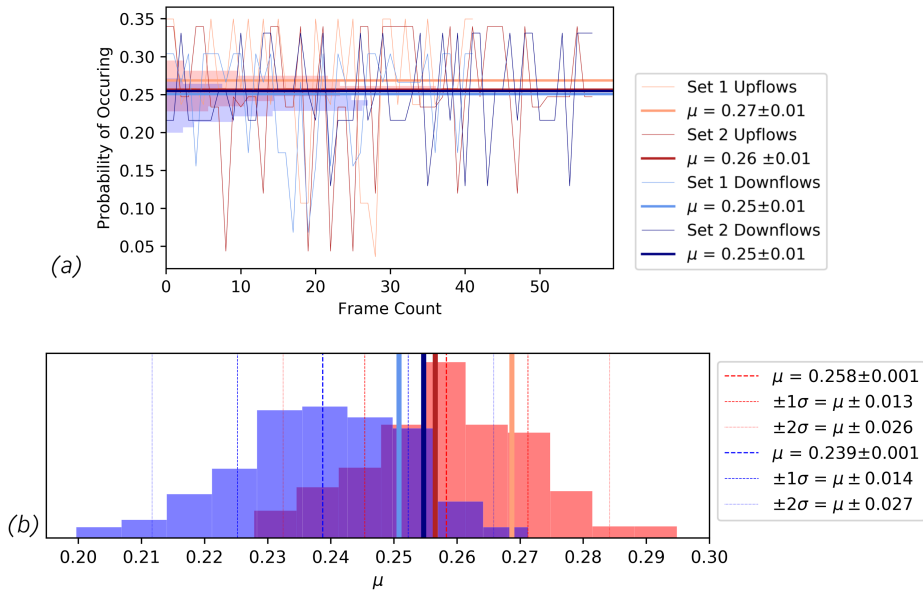 0.35
0.30
0.25
0.20
0.15
0.10
0.05
Probability of Occuring
0 10 20 30 40 50
Frame Count
(a)
Set 1 Upflows
μ = 0.27±0.01
Set 2 Upflows
μ = 0.26 ±0.01
Set 1 Downflows
μ = 0.25±0.01
Set 2 Downflows
μ = 0.25±0.01
(b)
0.20 0.21 0.22 0.23 0.24 0.25 0.26 0.27 0.28 0.29 0.30
μ
μ = 0.258±0.001
±1σ = μ ± 0.013
±2σ = μ ± 0.026
μ = 0.239±0.001
±1σ = μ ± 0.014
±2σ = μ ± 0.027